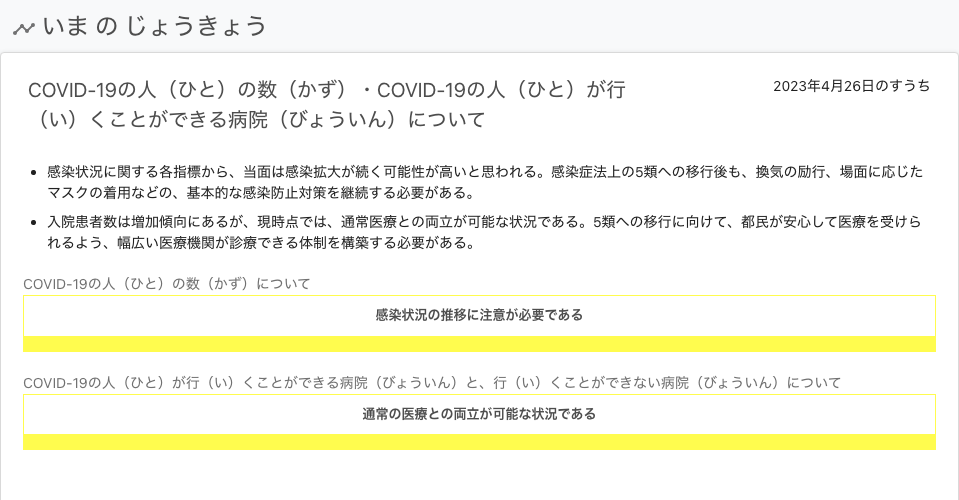 いま の じょうきょう
COVID-19の人（ひと）の数（かず）・COVID-19の人（ひと）が行
（い）くことができる病院（びょういん）について
2023年4月26日のすうち
感染状況に関する各指標から、当面は感染拡大が続く可能性が高いと思われる。感染症法上の5類への移行後も、換気の励行、場面に応じた
マスクの着用などの、基本的な感染防止対策を継続する必要がある。
入院患者数は増加傾向にあるが、現時点では、通常医療との両立が可能な状況である。5類への移行に向けて、都民が安心して医療を受けら
れるよう、幅広い医療機関が診療できる体制を構築する必要がある。
COVID-19の人（ひと）の数（かず）について
感染状況の推移に注意が必要である
COVID-19の人（ひと）が行（い）くことができる病院（びょういん）と、行（い）くことができない病院（びょういん）について
通常の医療との両立が可能な状況である